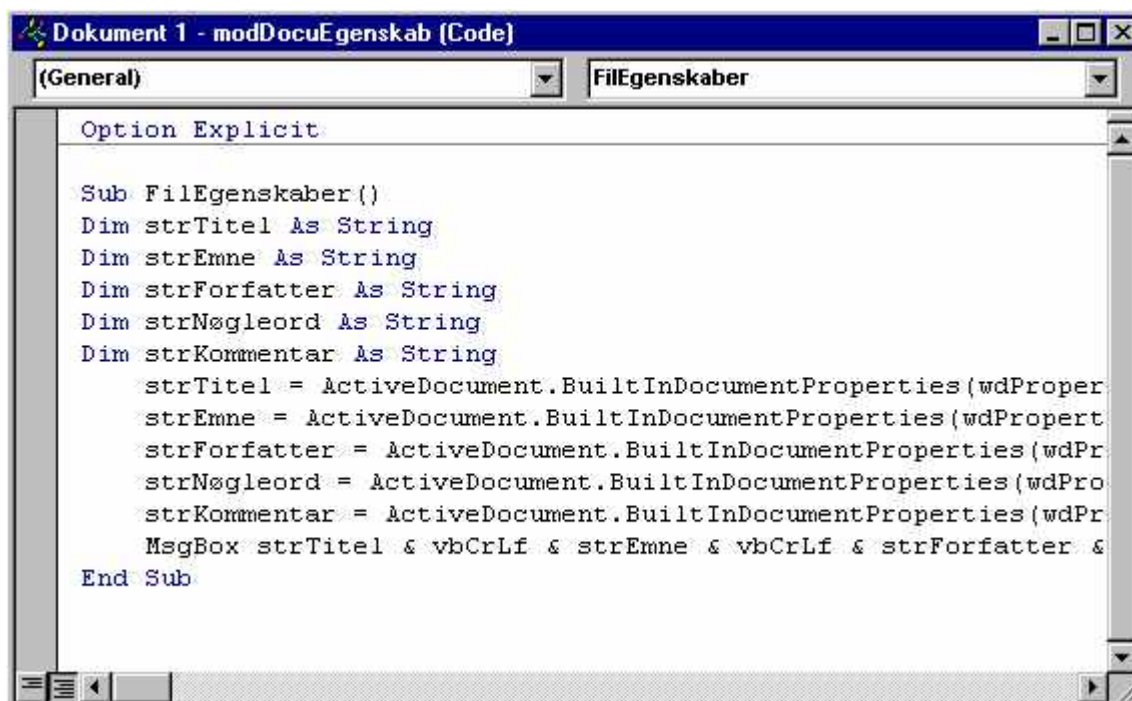 Dokument 1 - modDocuEgenskab (Code)
(General) FilEgenskaber
Option Explicit
Sub FilEgenskaber()
Dim strTitel As String
Dim strEmne As String
Dim strForfatter As String
Dim strNøgleord As String
Dim strKommentar As String
strTitel = ActiveDocument.BuiltInDocumentProperties(wdProper
strEmne = ActiveDocument.BuiltInDocumentProperties(wdPropert
strForfatter = ActiveDocument.BuiltInDocumentProperties(wdPr
strNøgleord = ActiveDocument.BuiltInDocumentProperties(wdPro
strKommentar = ActiveDocument.BuiltInDocumentProperties(wdPr
MsgBox strTitel & vbCrLf & strEmne & vbCrLf & strForfatter &
End Sub